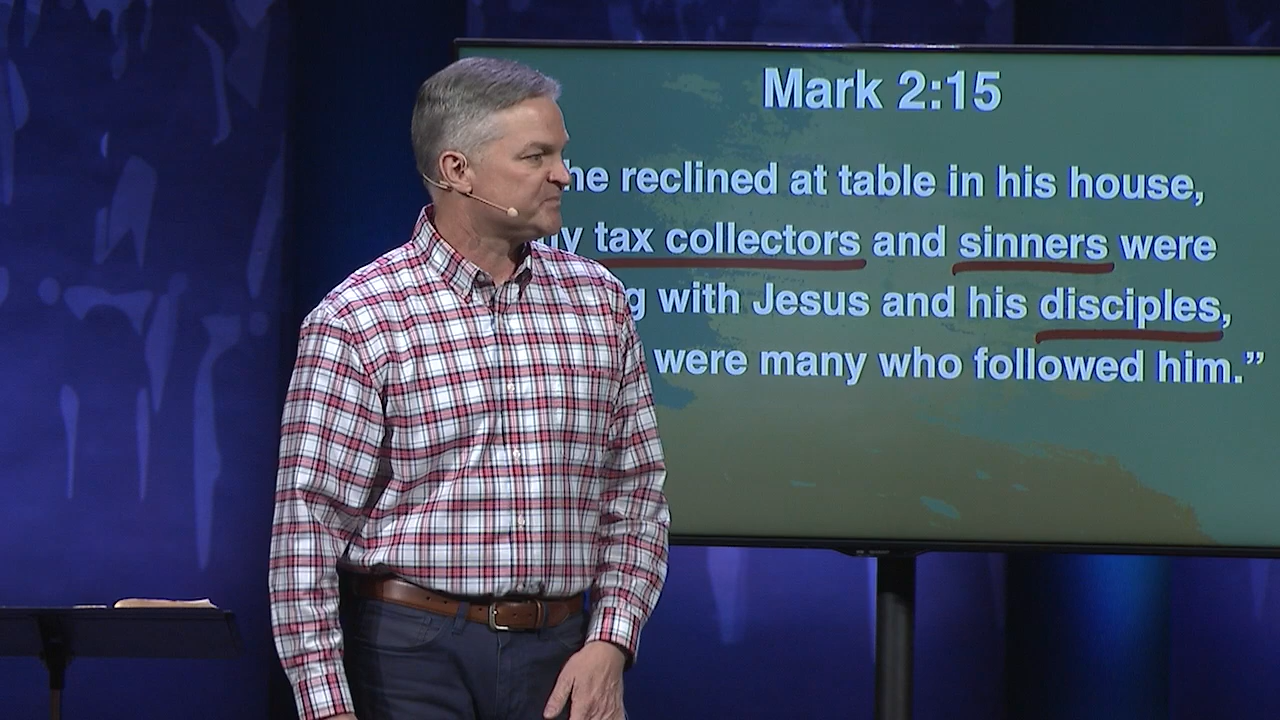 Mark 2:15
he reclined at table in his house,
tax collectors and sinners were
with Jesus and his disciples,
were many who followed him.”